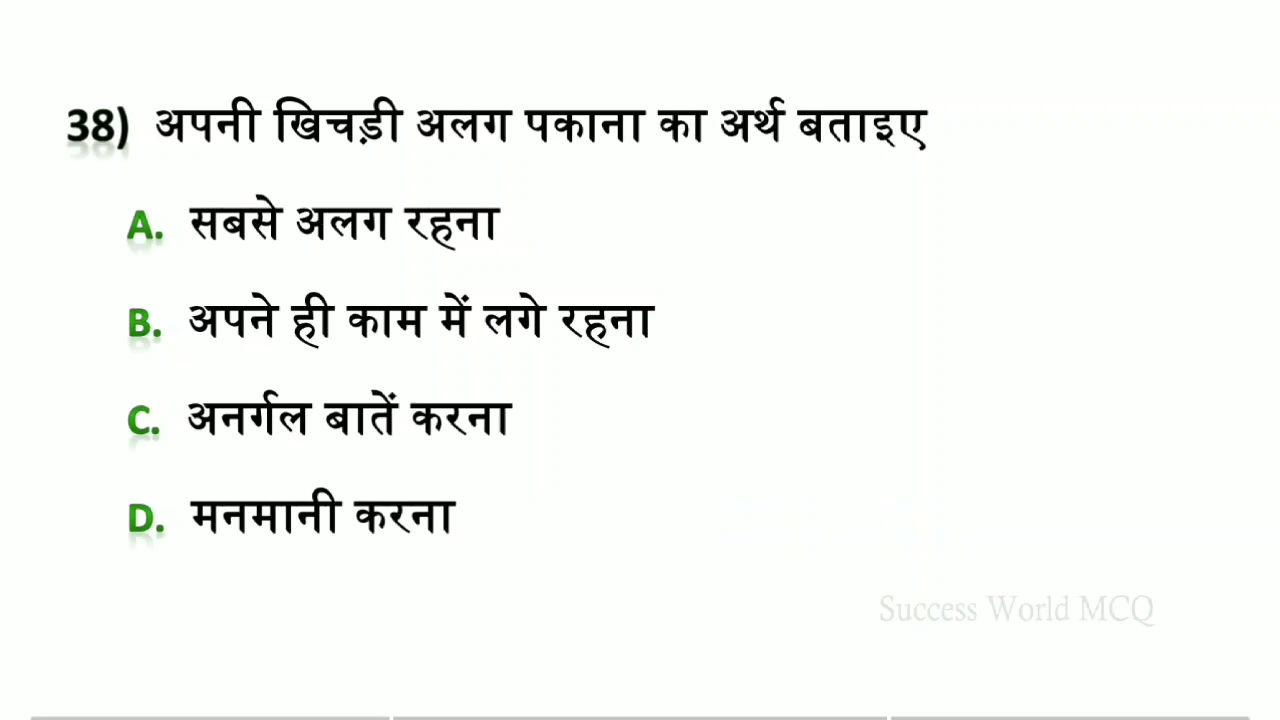 38) अपनी खिचड़ी अलग पकाना का अर्थ बताइए
A. सबसे अलग रहना
B. अपने ही काम में लगे रहना
C. अनर्गल बातें करना
D. मनमानी करना
Success World MCQ